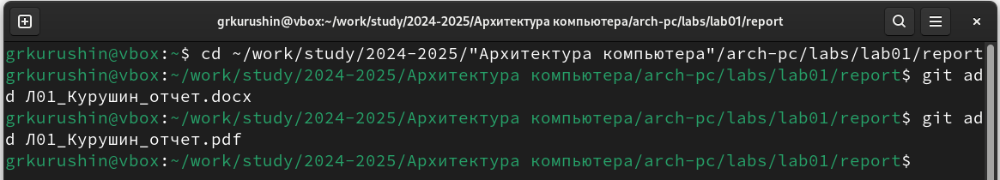 grkurushin@vbox:~/work/study/2024-2025/Архитектура компьютера/arch-pc/labs/lab01/report
grkurushin@vbox:~$ cd ~/work/study/2024-2025/"Архитектура компьютера"/arch-pc/labs/lab01/report
grkurushin@vbox:~/work/study/2024-2025/Архитектура компьютера/arch-pc/labs/lab01/report$ git ad
d Л01_Курушин_отчет.docx
grkurushin@vbox:~/work/study/2024-2025/Архитектура компьютера/arch-pc/labs/lab01/report$ git ad
d Л01_Курушин_отчет.pdf
grkurushin@vbox:~/work/study/2024-2025/Архитектура компьютера/arch-pc/labs/lab01/report$